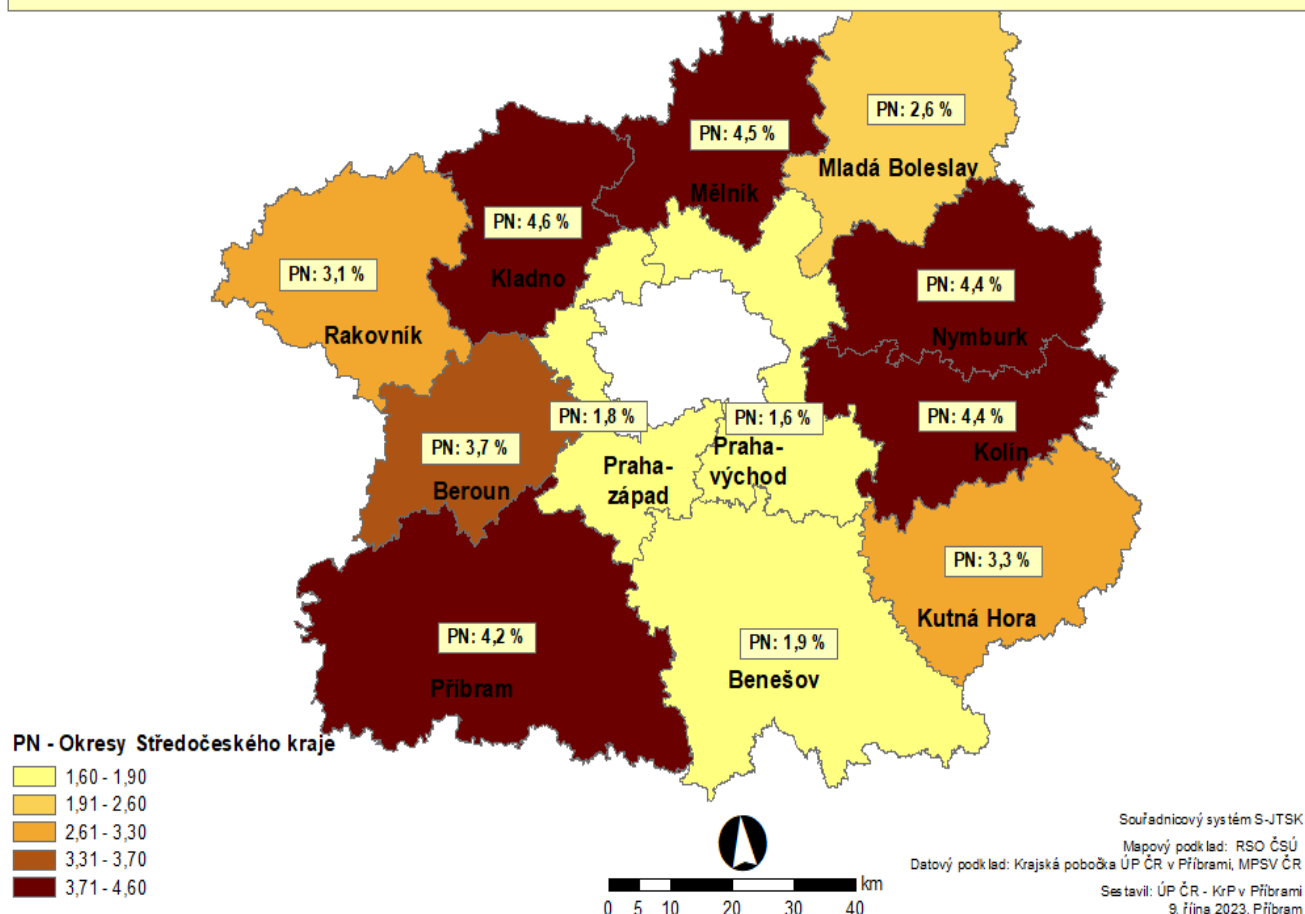 PN: 2,6 %
Mladá Boleslav
PN: 4,5 %
Mělník
PN: 4,6 %
Kladno
PN: 3,1 %
Rakovník
PN: 4,4 %
Nymburk
PN: 4,4 %
Kolín
PN: 1,8 %
Praha-
západ
PN: 1,6 %
Praha-
východ
PN: 3,7 %
Beroun
PN: 3,3 %
Kutná Hora
PN: 4,2 %
Příbram
PN: 1,9 %
Benešov
PN - Okresy Středočeského kraje
1,60 - 1,90
1,91 - 2,60
2,61 - 3,30
3,31 - 3,70
3,71 - 4,60
km
0 5 10 20 30 40
Souřadnicový systém S-JTSK
Mapový podklad: RSO ČSÚ
Datový podklad: Krajská pobočka ÚP ČR v Příbrami, MPSV ČR
Sestavil: ÚP ČR - KrP v Příbrami
9. října 2023, Příbram